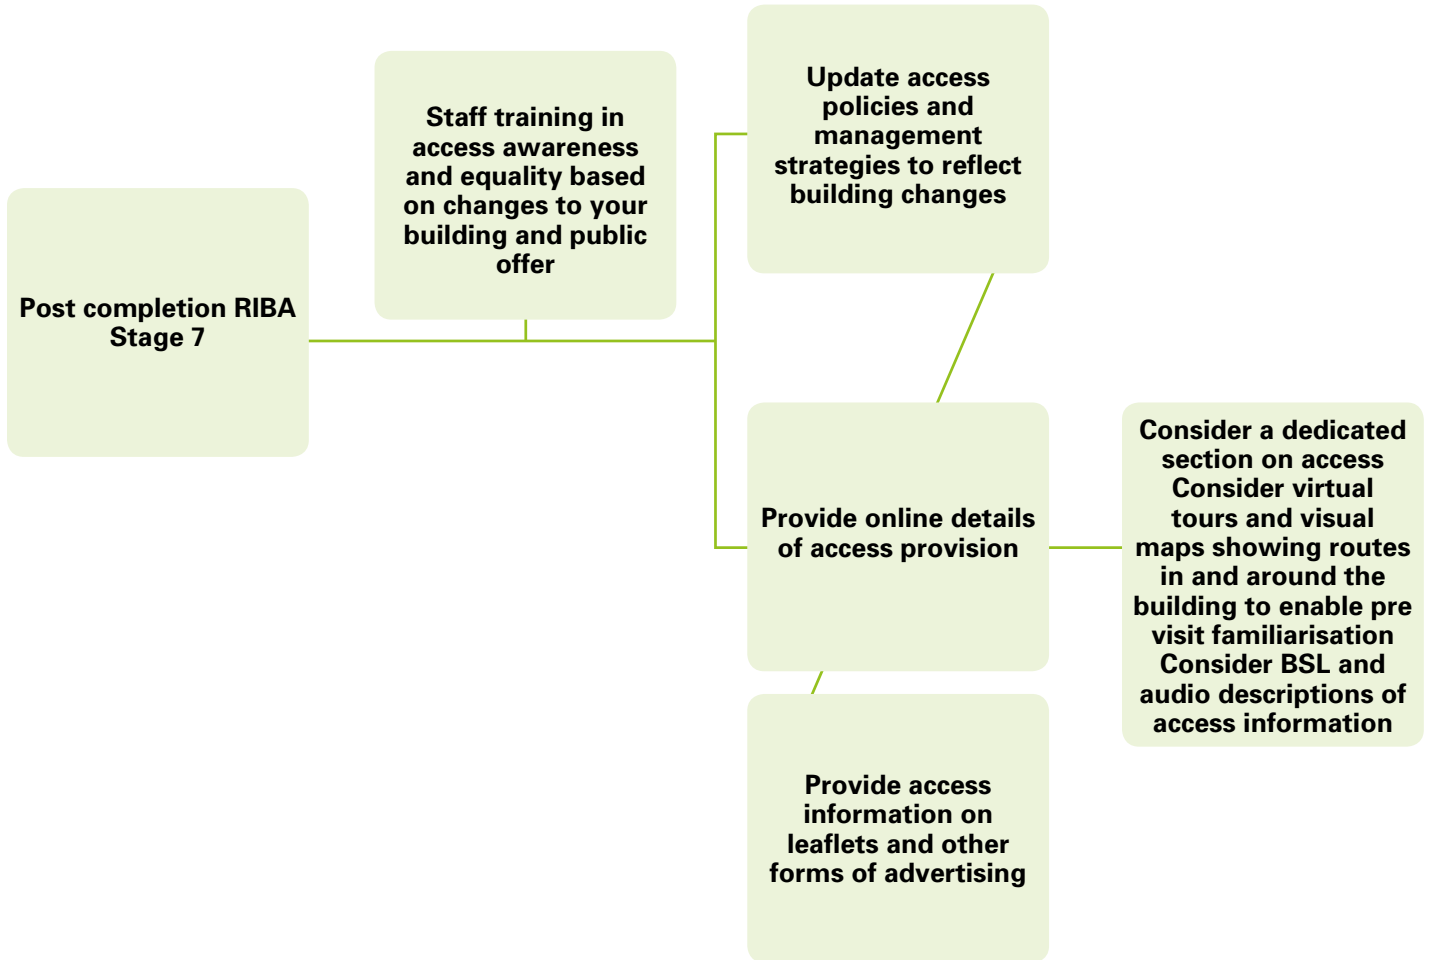 Post completion RIBA
Stage 7
Staff training in
access awareness
and equality based
on changes to your
building and public
offer
Update access
policies and
management
strategies to reflect
building changes
Provide online details
of access provision
Consider a dedicated
section on access
Consider virtual
tours and visual
maps showing routes
in and around the
building to enable pre
visit familiarisation
Consider BSL and
audio descriptions of
access information
Provide access
information on
leaflets and other
forms of advertising